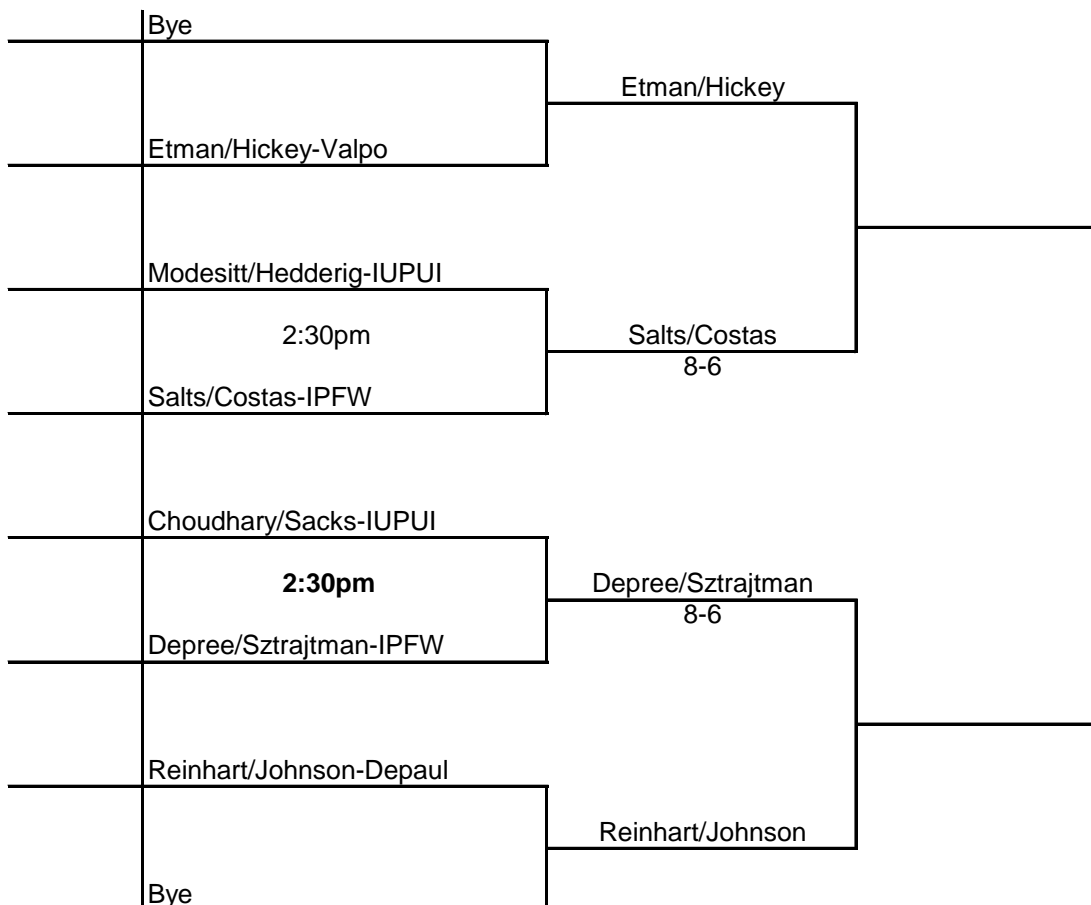 Bye
Etman/Hickey
Etman/Hickey-Valpo
Modesitt/Hedderig-IUPUI
2:30pm
Salts/Costas
8-6
Salts/Costas-IPFW
Choudhary/Sacks-IUPUI
2:30pm
Depree/Sztrajtman
8-6
Depree/Sztrajtman-IPFW
Reinhart/Johnson-Depaul
Reinhart/Johnson
Bye